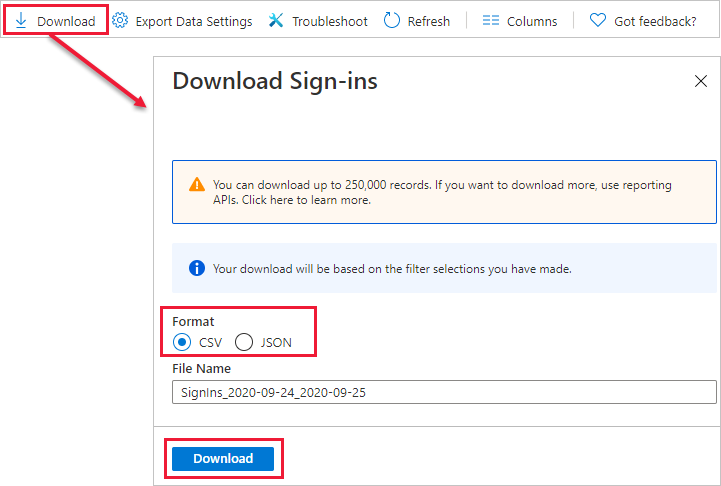 Download Export Data Settings Troubleshoot Refresh Columns Got feedback?
Download Sign-ins
You can download up to 250,000 records. If you want to download more, use reporting
APIs. Click here to learn more.
Your download will be based on the filter selections you have made.
Format
CSV JSON
File Name
SignIns_2020-09-24_2020-09-25
Download